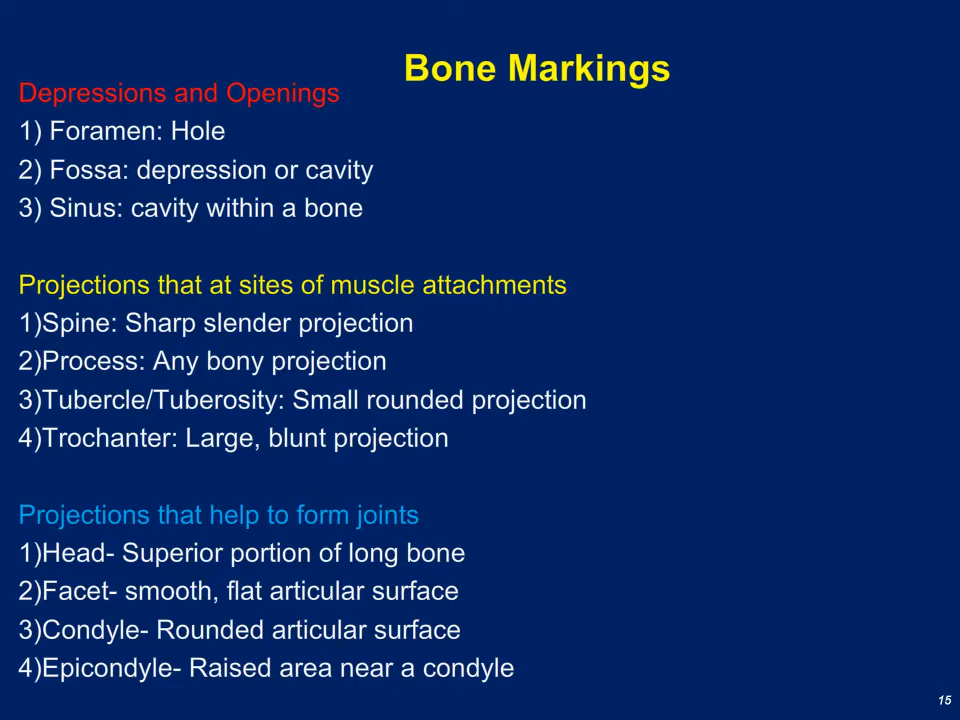 Bone Markings
Depressions and Openings
1) Foramen: Hole
2) Fossa: depression or cavity
3) Sinus: cavity within a bone
Projections that at sites of muscle attachments
1)Spine: Sharp slender projection
2)Process: Any bony projection
3)Tubercle/Tuberosity: Small rounded projection
4)Trochanter: Large, blunt projection
Projections that help to form joints
1)Head- Superior portion of long bone
2)Facet- smooth, flat articular surface
3)Condyle- Rounded articular surface
4)Epicondyle- Raised area near a condyle
15